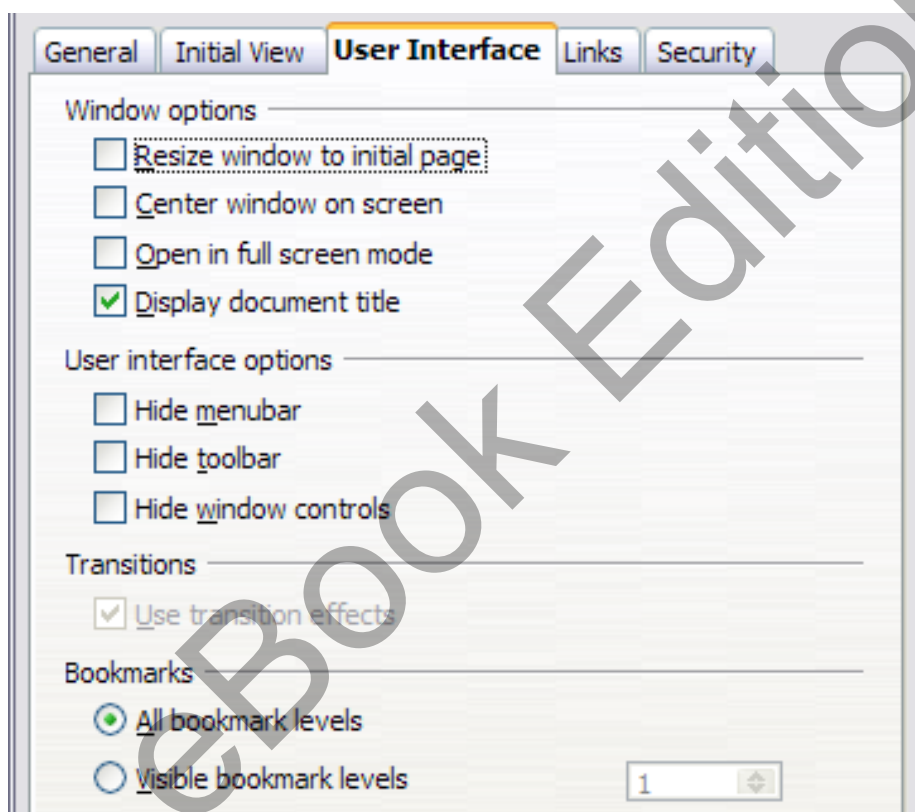 General Initial View User Interface Links Security
Window options
Resize window to initial page
Center window on screen
Open in full screen mode
Display document title
User interface options
Hide menubar
Hide toolbar
Hide window controls
Transitions
Use transition effects
Bookmarks
All bookmark levels
Visible bookmark levels 1
eBook Editio